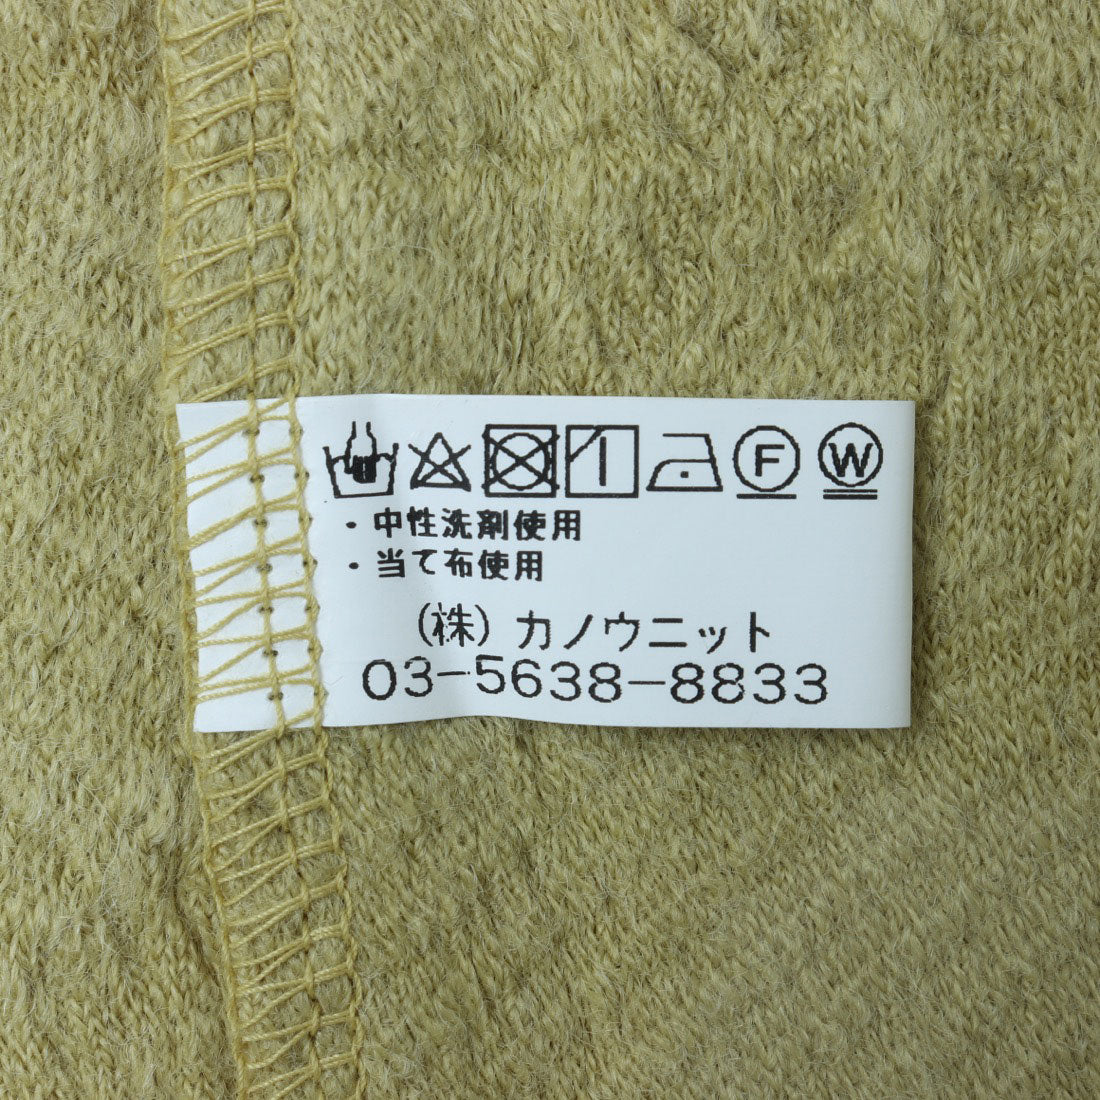 F W
・中性洗剤使用
・当て布使用
(株) カノウニット
03-5638-8833